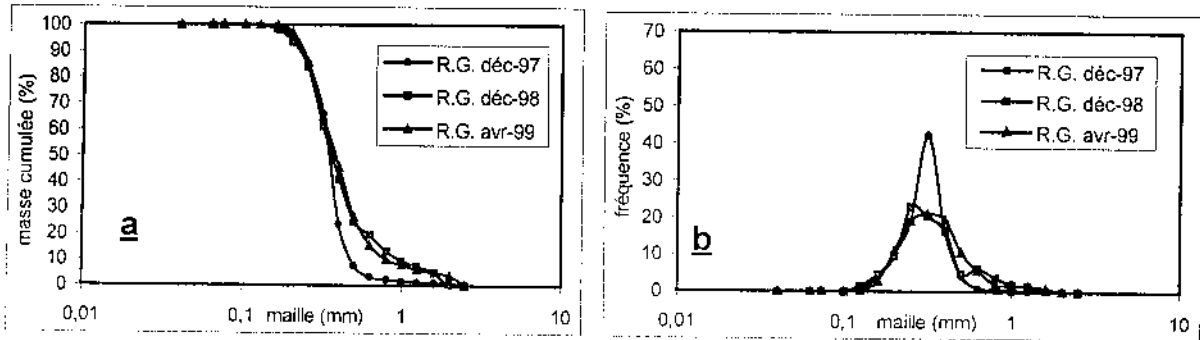 100
90
80
70
60
50
40
30
20
10
0
masse cumulée (%)
R.G. déc-97
R.G. déc-98
R.G. avr-99
a
0,01
0,1
maille (mm)
1
10
70
60
50
40
30
20
10
0
fréquence (%)
R.G. déc-97
R.G. déc-98
R.G. avr-99
b
0,01
0,1
maille (mm)
1
10